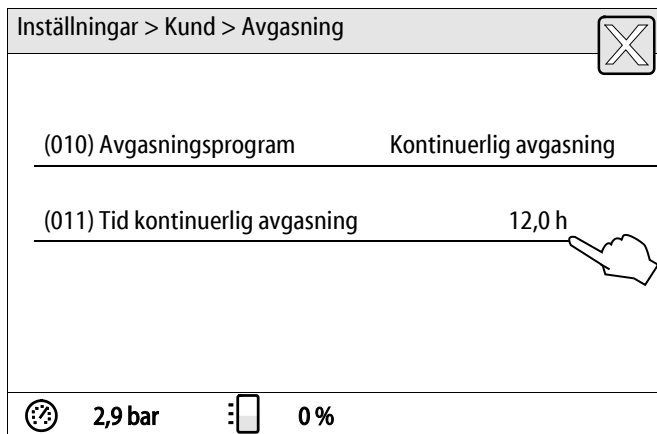 Inställningar > Kund > Avgasning
(010) Avgasningsprogram Kontinuerlig avgasning
(011) Tid kontinuerlig avgasning 12,0 h
2,9 bar 0 %